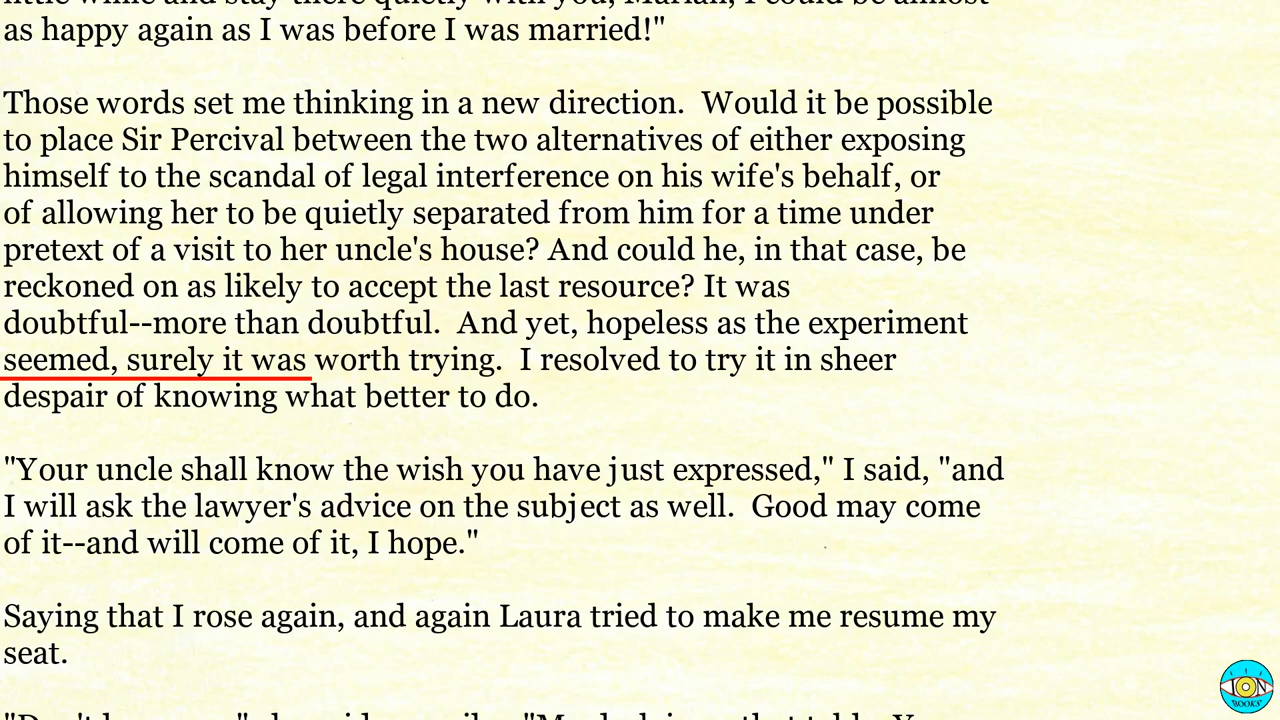 little while and stay there quietly with you, Marian, I could be almost
as happy again as I was before I was married!"
Those words set me thinking in a new direction.  Would it be possible
to place Sir Percival between the two alternatives of either exposing
himself to the scandal of legal interference on his wife's behalf, or
of allowing her to be quietly separated from him for a time under
pretext of a visit to her uncle's house? And could he, in that case, be
reckoned on as likely to accept the last resource? It was
doubtful--more than doubtful.  And yet, hopeless as the experiment
seemed, surely it was worth trying.  I resolved to try it in sheer
despair of knowing what better to do.
"Your uncle shall know the wish you have just expressed," I said, "and
I will ask the lawyer's advice on the subject as well.  Good may come
of it--and will come of it, I hope."
Saying that I rose again, and again Laura tried to make me resume my
seat.
ION
BOOKS